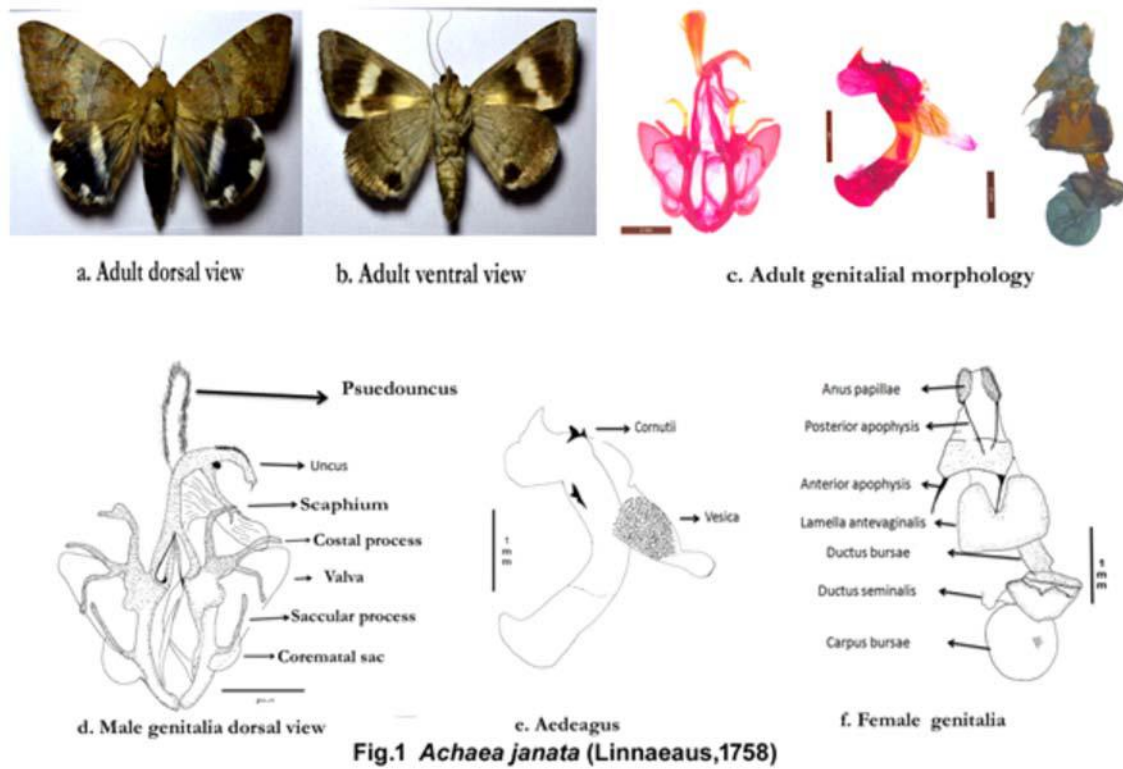 a. Adult dorsal view
b. Adult ventral view
c. Adult genitalial morphology
Psuedouncus
Uncus
Scaphium
Costal process
Valva
Saccular process
Corematal sac
d. Male genitalia dorsal view
Cornutii
Vesica
1 mm
e. Aedeagus
Anus papillae
Posterior apophysis
Anterior apophysis
Lamella antevaginalis
Ductus bursae
Ductus seminalis
Carpus bursae
1 mm
f. Female genitalia
Fig.1 Achaea janata (Linnaeaus,1758)